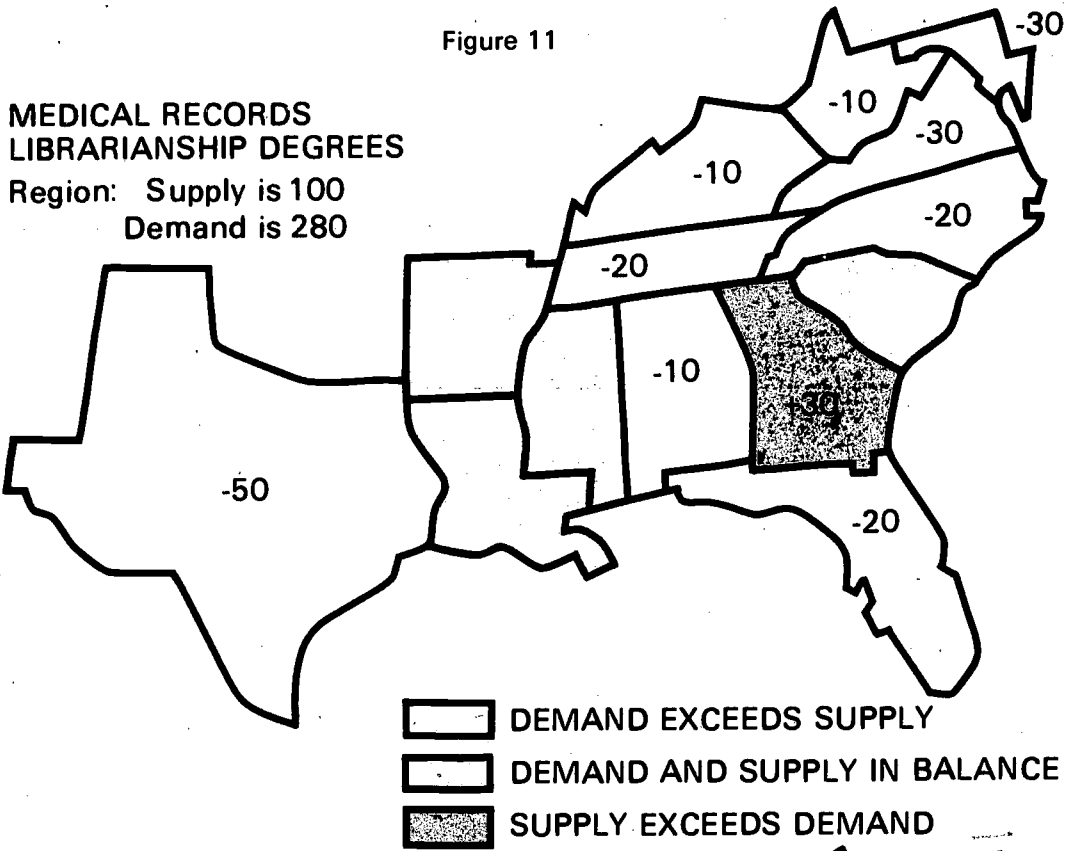 Figure 11
MEDICAL RECORDS
LIBRARIANSHIP DEGREES
Region: Supply is 100
Demand is 280
-30
-10
-30
-10
-20
-20
-10
+30
-50
-20
DEMAND EXCEEDS SUPPLY
DEMAND AND SUPPLY IN BALANCE
SUPPLY EXCEEDS DEMAND